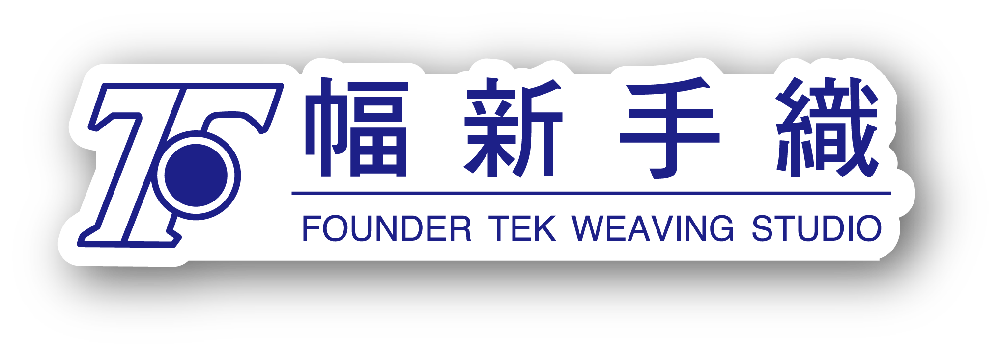 幅新手織
FOUNDER TEK WEAVING STUDIO